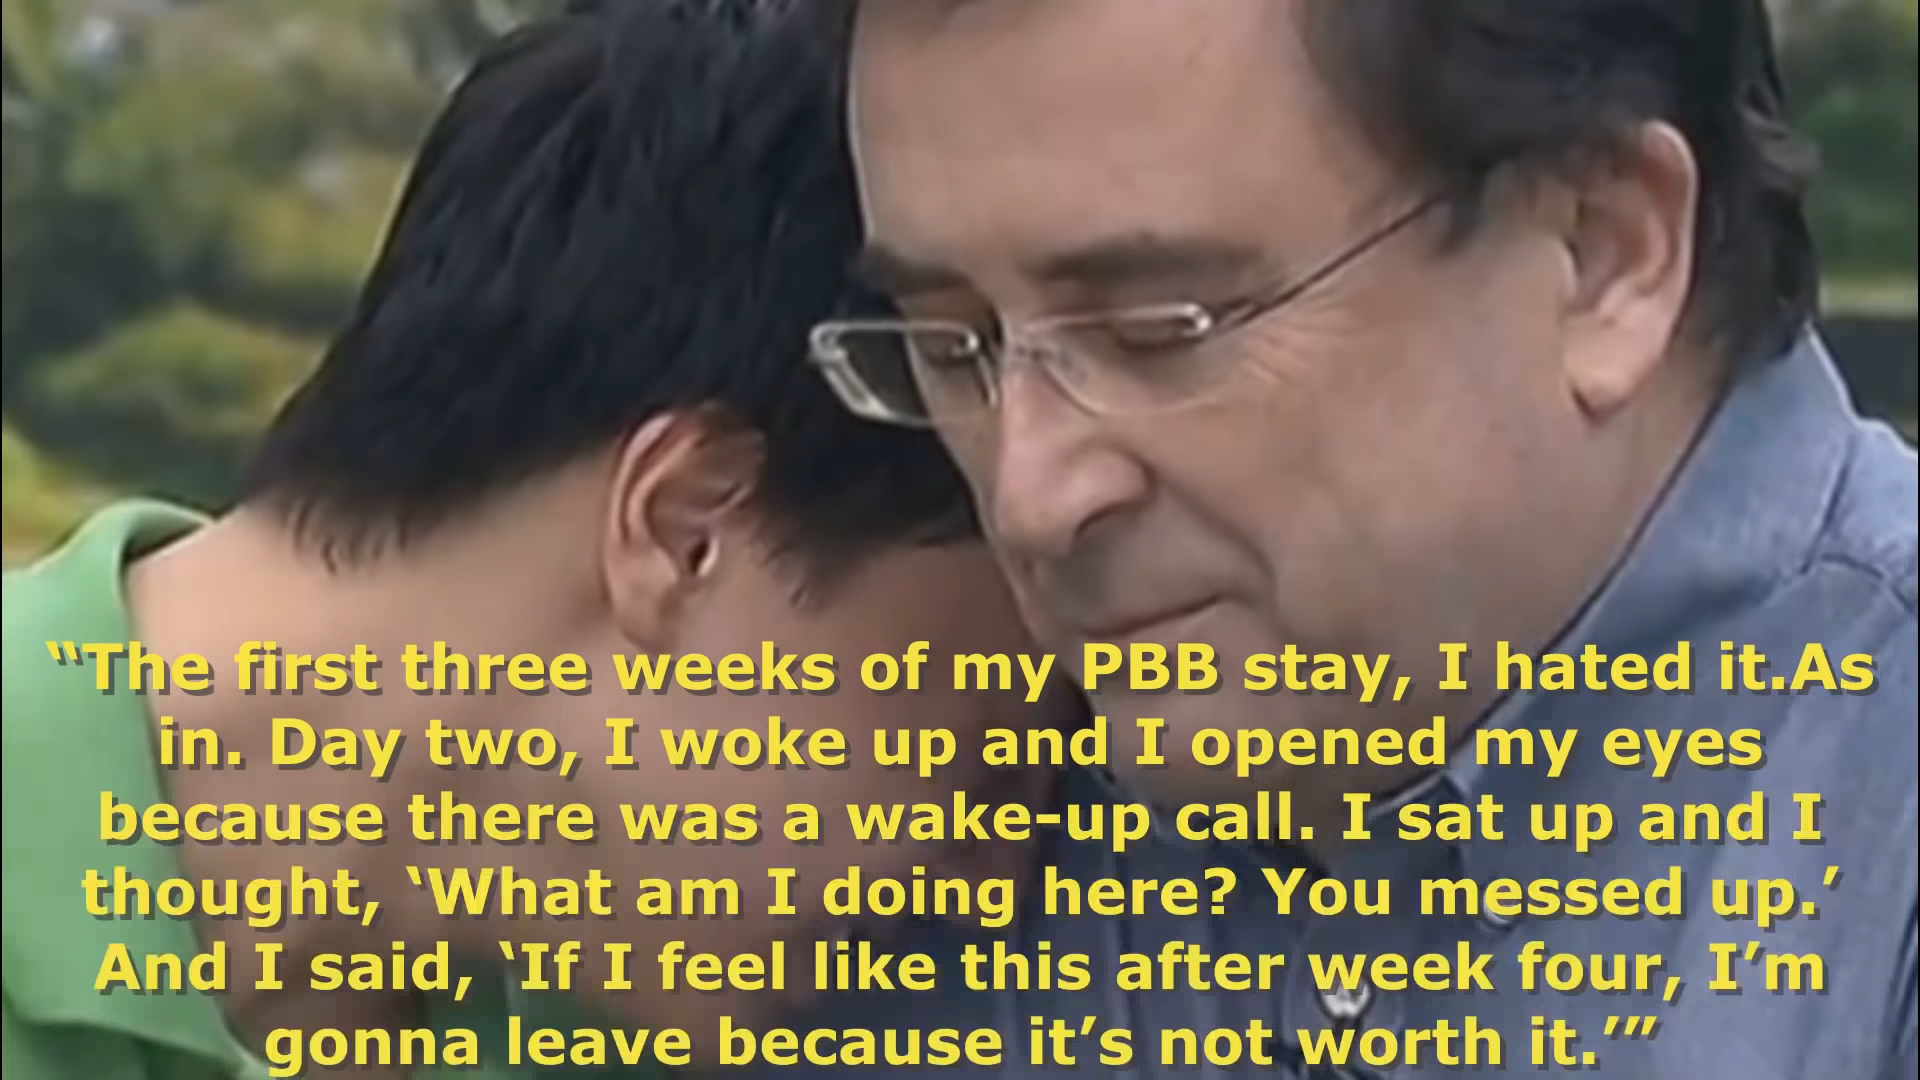 “The first three weeks of my PBB stay, I hated it.As
in. Day two, I woke up and I opened my eyes
because there was a wake-up call. I sat up and I
thought, ‘What am I doing here? You messed up.’
And I said, ‘If I feel like this after week four, I’m
gonna leave because it’s not worth it.’”